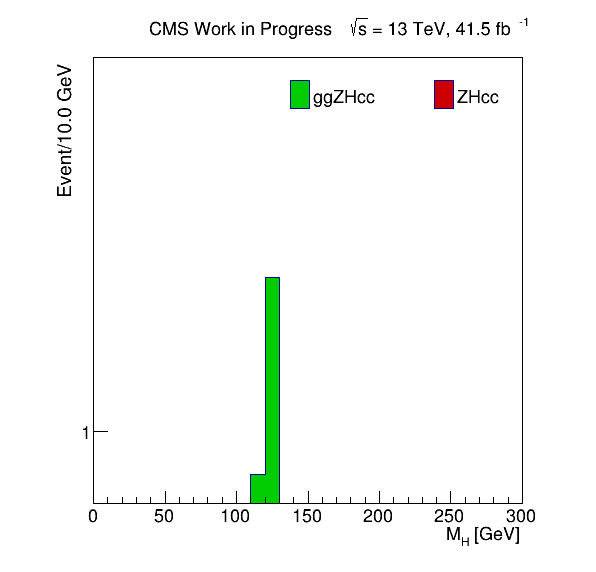 CMS Work in Progress √s = 13 TeV, 41.5 fb⁻¹
Event/10.0 GeV
ggZHcc ZHcc
1
0 50 100 150 200 250 300
M_H [GeV]